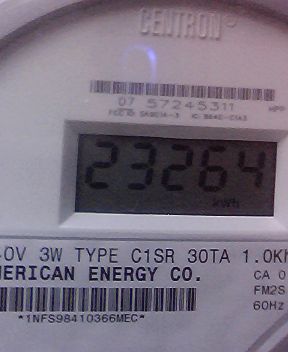 CENTRON
07 57245311
23264
kWh
0V 3W TYPE C1SR 30TA 1.0Kh
MERICAN ENERGY CO.
CA 0
FM2S
60Hz
*1NFS98410366MEC*